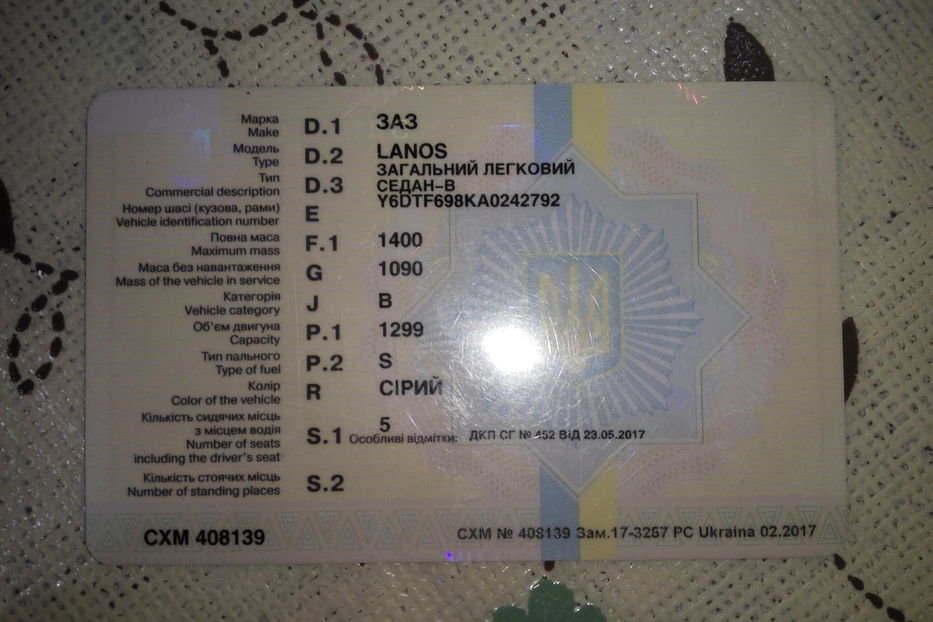 Марка
Make
D.1 ЗАЗ
Модель
Type
D.2 LANOS
Тип
Commercial description
D.3 ЗАГАЛЬНИЙ ЛЕГКОВИЙ
СЕДАН-В
Номер шасі (кузова, рами)
Vehicle identification number
E Y6DTF698KA0242792
Повна маса
Maximum mass
F.1 1400
Маса без навантаження
Mass of the vehicle in service
G 1090
Категорія
Vehicle category
J B
Об'єм двигуна
Capacity
P.1 1299
Тип пального
Type of fuel
P.2 S
Колір
Color of the vehicle
R СІРИЙ
Кількість сидячих місць
з місцем водія
Number of seats
including the driver's seat
S.1 5
Особливі відмітки: ДКП СГ № 452 ВіД 23.05.2017
Кількість стоячих місць
Number of standing places
S.2
СХМ 408139
СХМ № 408139 Зам.17-3257 РС Ukraina 02.2017